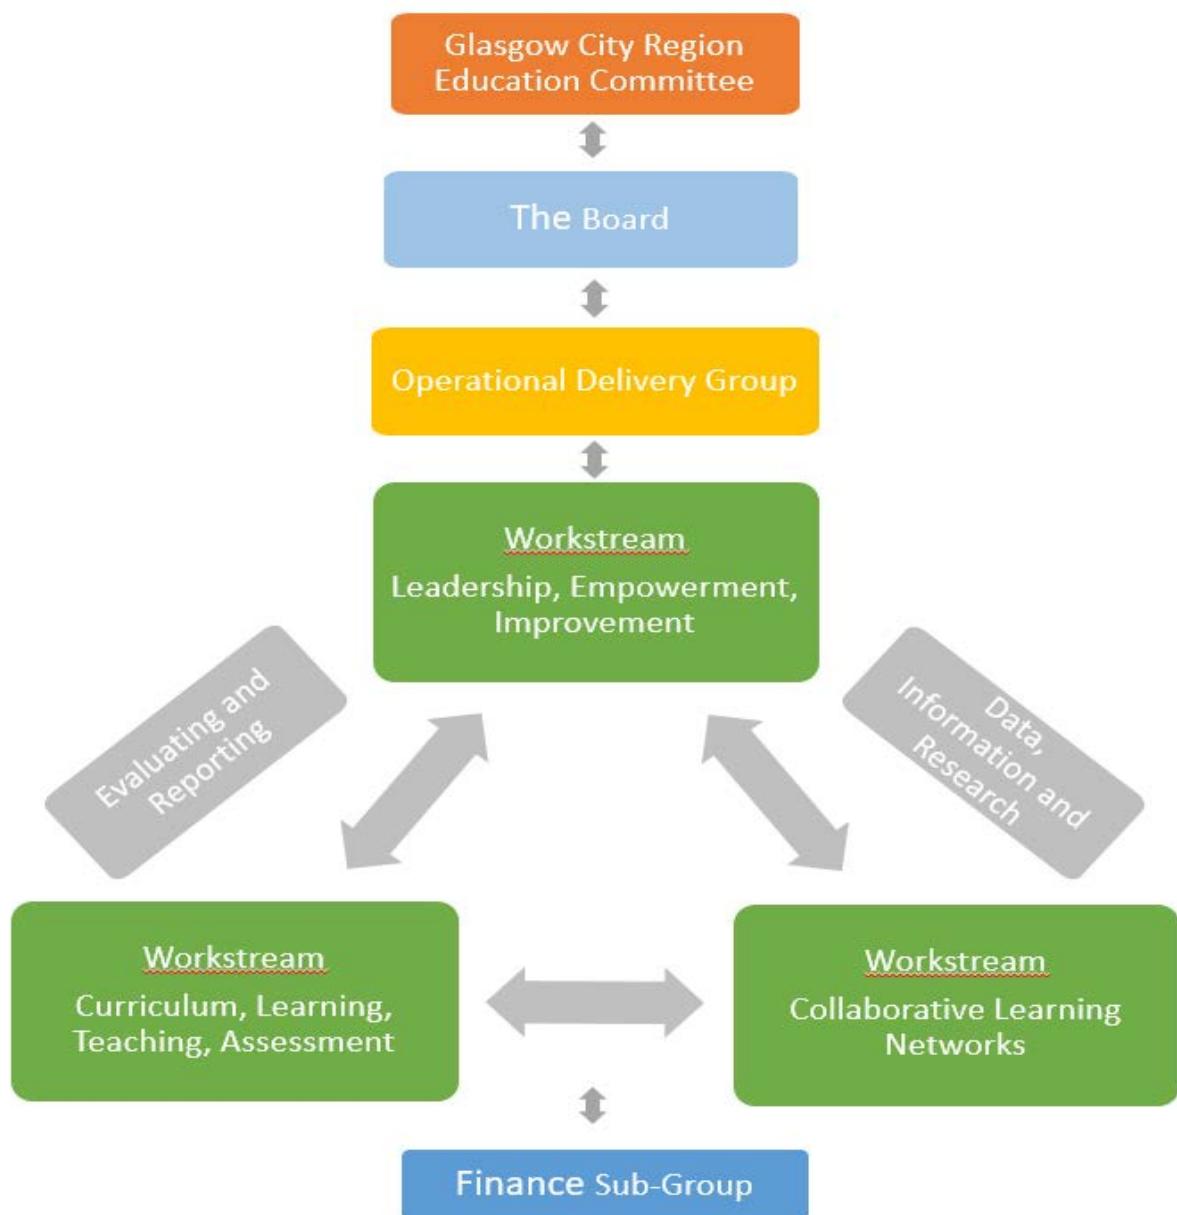 Glasgow City Region
Education Committee
The Board
Operational Delivery Group
Workstream
Leadership, Empowerment,
Improvement
Evaluating and
Reporting
Data,
Information and
Research
Workstream
Curriculum, Learning,
Teaching, Assessment
Workstream
Collaborative Learning
Networks
Finance Sub-Group